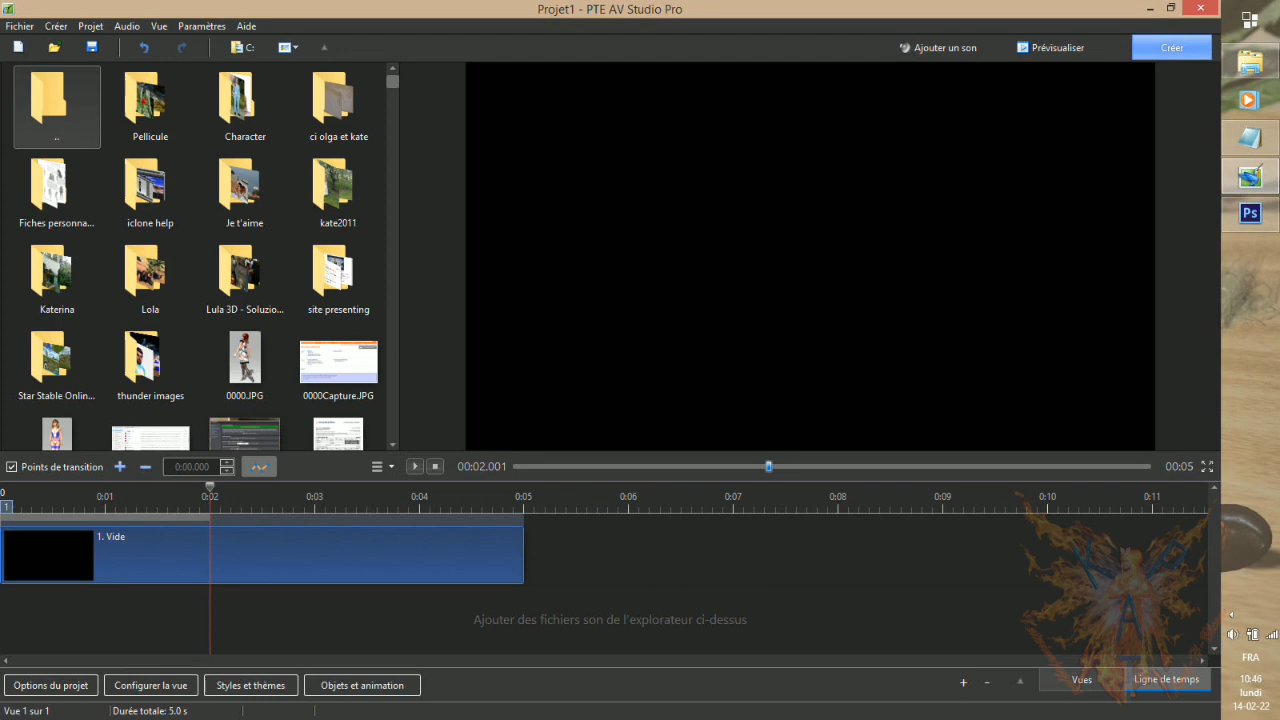 Projet1 - PTE AV Studio Pro
Fichier Créer Projet Audio Vue Paramètres Aide
C: Ajouter un son Prévisualiser Créer
.. Pellicule Character ci olga et kate
Fiches personna... iclone help Je t'aime kate2011
Katerina Lola Lula 3D - Soluzio... site presenting
Star Stable Onlin... thunder images 0000.JPG 0000Capture.JPG
Points de transition 0:00.000 00:02.001 00:05
0 0:01 0:02 0:03 0:04 0:05 0:06 0:07 0:08 0:09 0:10 0:11
1
1. Vide
Ajouter des fichiers son de l'explorateur ci-dessus
Options du projet Configurer la vue Styles et thèmes Objets et animation + - Vues Ligne de temps
Vue 1 sur 1 Durée totale: 5.0 s
Ps
FRA
10:46
lundi
14-02-22